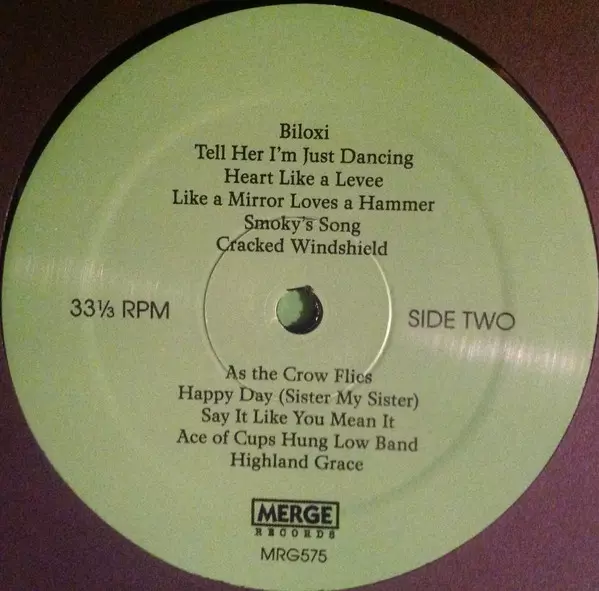 Biloxi
Tell Her I'm Just Dancing
Heart Like a Levee
Like a Mirror Loves a Hammer
Smoky's Song
Cracked Windshield
33⅓ RPM
SIDE TWO
As the Crow Flies
Happy Day (Sister My Sister)
Say It Like You Mean It
Ace of Cups Hung Low Band
Highland Grace
MERGE
RECORDS
MRG575